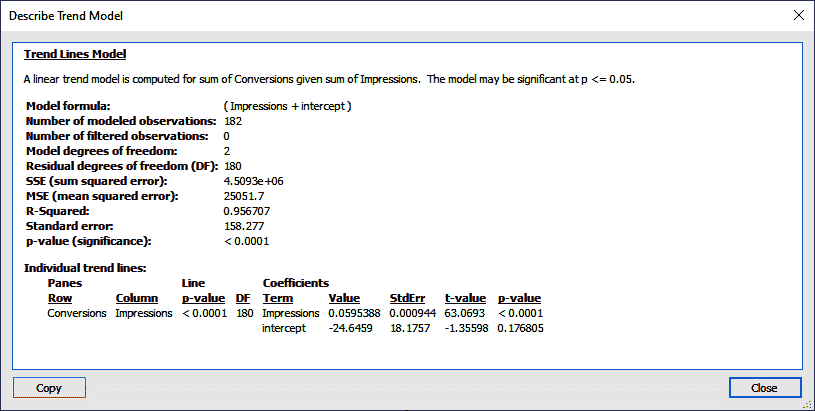 Describe Trend Model
Trend Lines Model
A linear trend model is computed for sum of Conversions given sum of Impressions. The model may be significant at p <= 0.05.
Model formula: ( Impressions + intercept )
Number of modeled observations: 182
Number of filtered observations: 0
Model degrees of freedom: 2
Residual degrees of freedom (DF): 180
SSE (sum squared error): 4.5093e+06
MSE (mean squared error): 25051.7
R-Squared: 0.956707
Standard error: 158.277
p-value (significance): < 0.0001
Individual trend lines:
Panes Line Coefficients
Row Column p-value DF Term Value StdErr t-value p-value
Conversions Impressions < 0.0001 180 Impressions 0.0595388 0.000944 63.0693 < 0.0001
intercept -24.6459 18.1757 -1.35598 0.176805
Copy Close